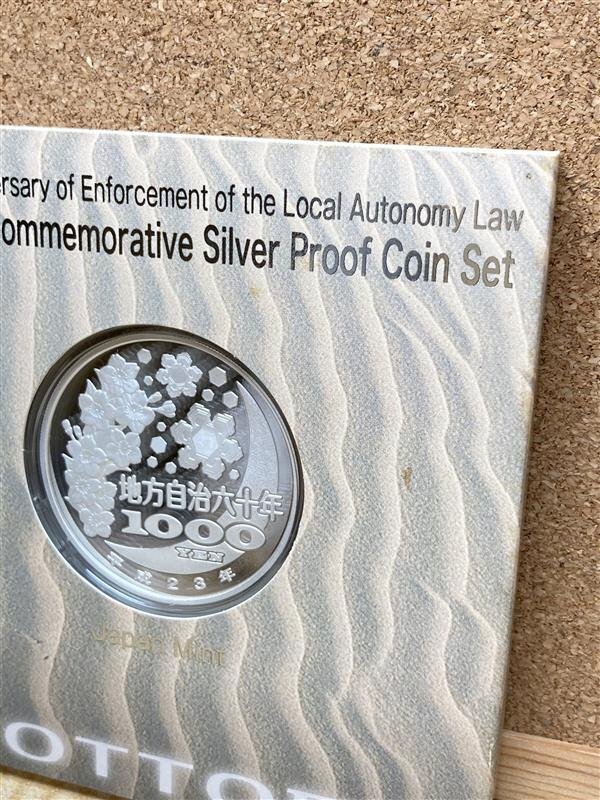 ersary of Enforcement of the Local Autonomy Law
ommemorative Silver Proof Coin Set
地方自治六十年
1000
YEN
平成23年
Japan Mint
OTTO